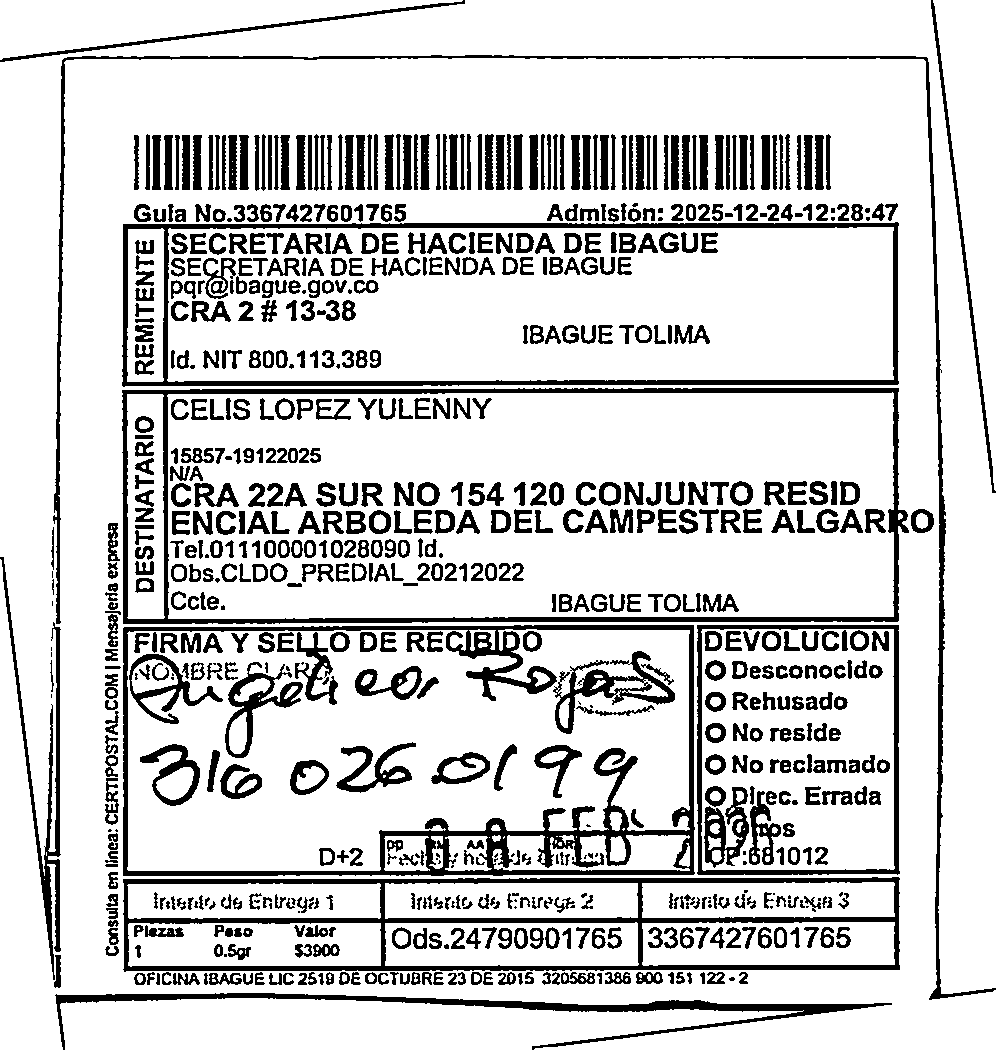 Guia No.3367427601765 Admisión: 2025-12-24-12:28:47
REMITENTE
SECRETARIA DE HACIENDA DE IBAGUE
SECRETARIA DE HACIENDA DE IBAGUE
pqr@ibague.gov.co
CRA 2 # 13-38
IBAGUE TOLIMA
Id. NIT 800.113.389
DESTINATARIO
CELIS LOPEZ YULENNY
15857-19122025
N/A
CRA 22A SUR NO 154 120 CONJUNTO RESID
ENCIAL ARBOLEDA DEL CAMPESTRE ALGARRO
Tel.011100001028090 Id.
Obs.CLDO_PREDIAL_20212022
Ccte. IBAGUE TOLIMA
Consulta en línea: CERTIPOSTAL.COM I Mensajería expresa
FIRMA Y SELLO DE RECIBIDO
NOMBRE CLARO
Angelica Rojas
316 026 0199
DEVOLUCION
Desconocido
Rehusado
No reside
No reclamado
Direc. Errada
Otros
CP:681012
FEB
D+2
Fecha y hora de Entrega
Intento de Entrega 1 Intento de Entrega 2 Intento de Entrega 3
Piezas Peso Valor
1 0.5gr $3900
Ods.24790901765 3367427601765
OFICINA IBAGUE LIC 2519 DE OCTUBRE 23 DE 2015 3205681386 900 151 122 - 2